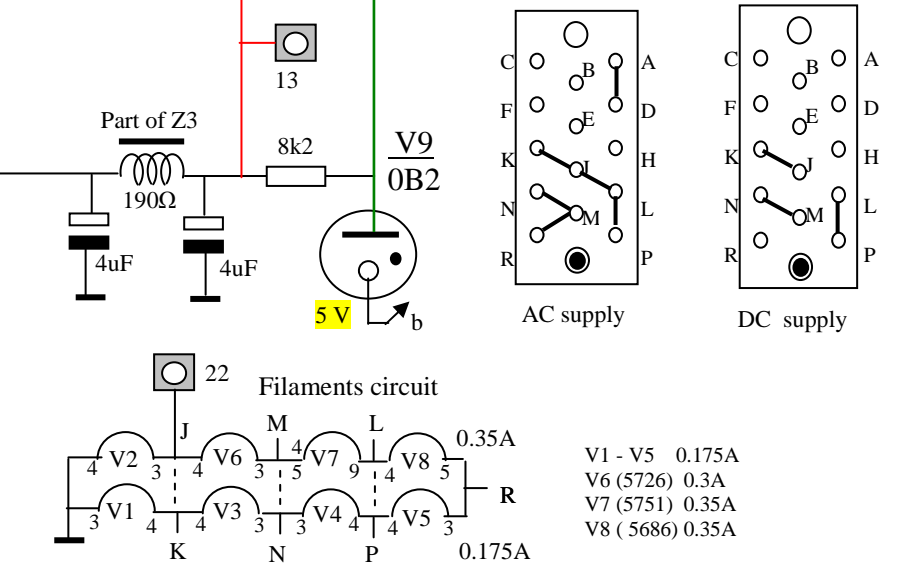 13
Part of Z3
8k2
V9
0B2
190Ω
4uF
4uF
5 V
b
C B A
F E D
K J H
N M L
R P
AC supply
C B A
F E D
K J H
N M L
R P
DC supply
22
Filaments circuit
J M L
4 V2 3 4 V6 3 5 4 V7 9 4 V8 5 0.35A
R
3 V1 4 4 V3 3 3 V4 4 4 V5 3
K N P 0.175A
V1 - V5 0.175A
V6 (5726) 0.3A
V7 (5751) 0.35A
V8 ( 5686) 0.35A